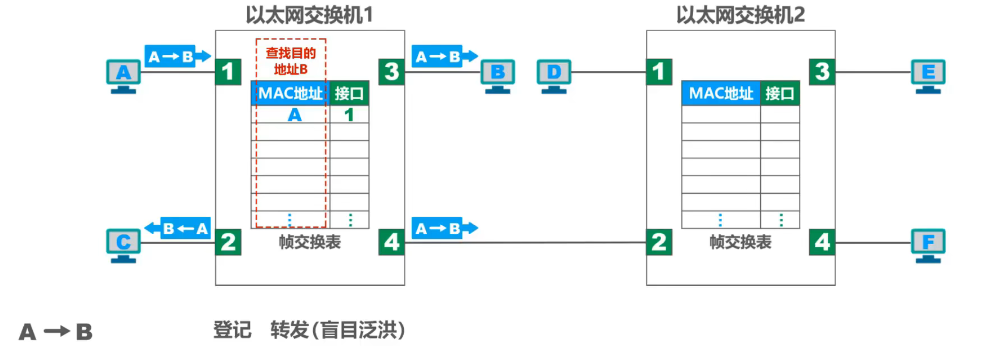 以太网交换机1
以太网交换机2
A→B
查找目的
地址B
A→B
A
1
3
B
D
1
3
E
MAC地址 接口
A 1
MAC地址 接口
B←A
A→B
C
2
4
2
4
F
帧交换表
帧交换表
A→B
登记 转发(盲目泛洪)